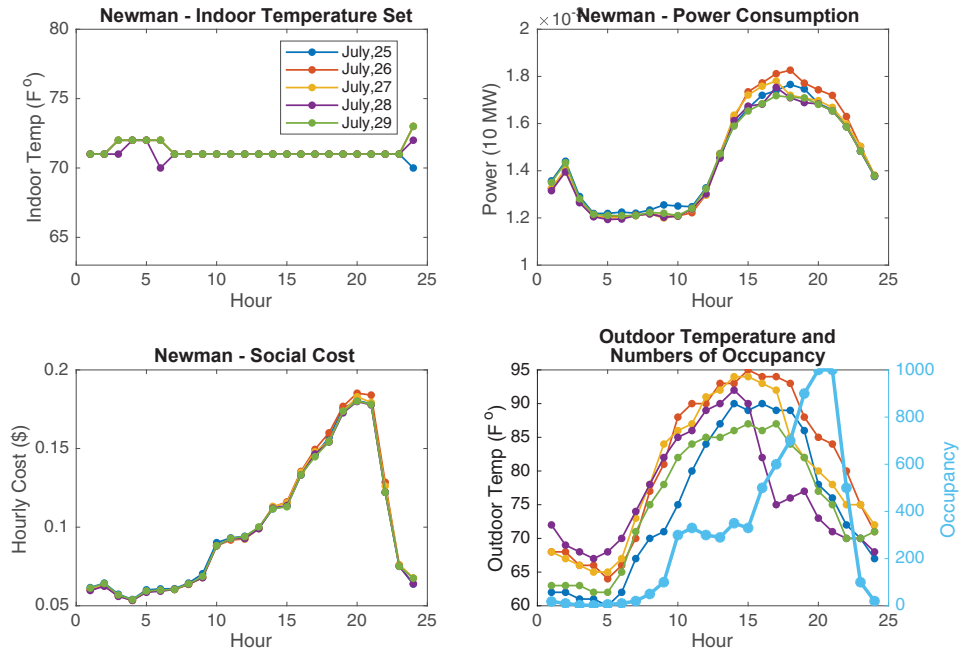 Newman - Indoor Temperature Set
80
75
70
65
0
5
10
15
20
25
Indoor Temp (F °)
Hour
July,25
July,26
July,27
July,28
July,29
Newman - Power Consumption
2
1.8
1.6
1.4
1.2
1
0
5
10
15
20
25
Power (10 MW)
Hour
Newman - Social Cost
0.2
0.15
0.1
0.05
0
5
10
15
20
25
Hourly Cost ($)
Hour
Outdoor Temperature and
Numbers of Occupancy
95
90
85
80
75
70
65
60
0
5
10
15
20
25
Outdoor Temp (F °)
Hour
1000
800
600
400
200
0
Occupancy